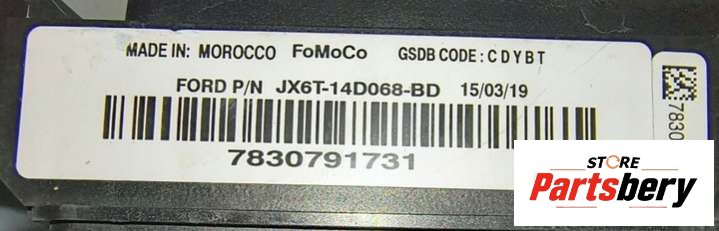 MADE IN: MOROCCO FoMoCo GSDB CODE: C D Y B T
FORD P/N JX6T-14D068-BD 15/03/19
7830791731
7830
STORE
Partsbery